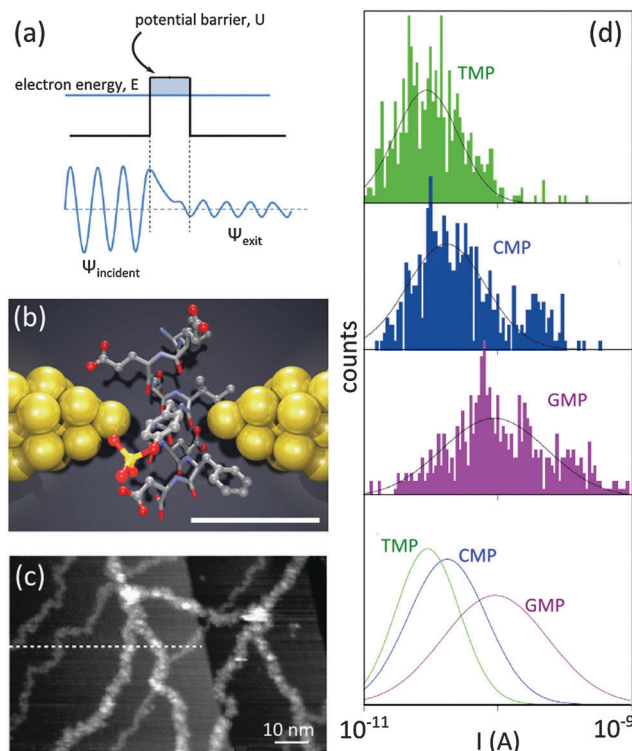 (a)
potential barrier, U
electron energy, E
Ψincident
Ψexit
(b)
(c)
10 nm
(d)
TMP
CMP
GMP
counts
TMP
CMP
GMP
10⁻¹¹
I (A)
10⁻⁹